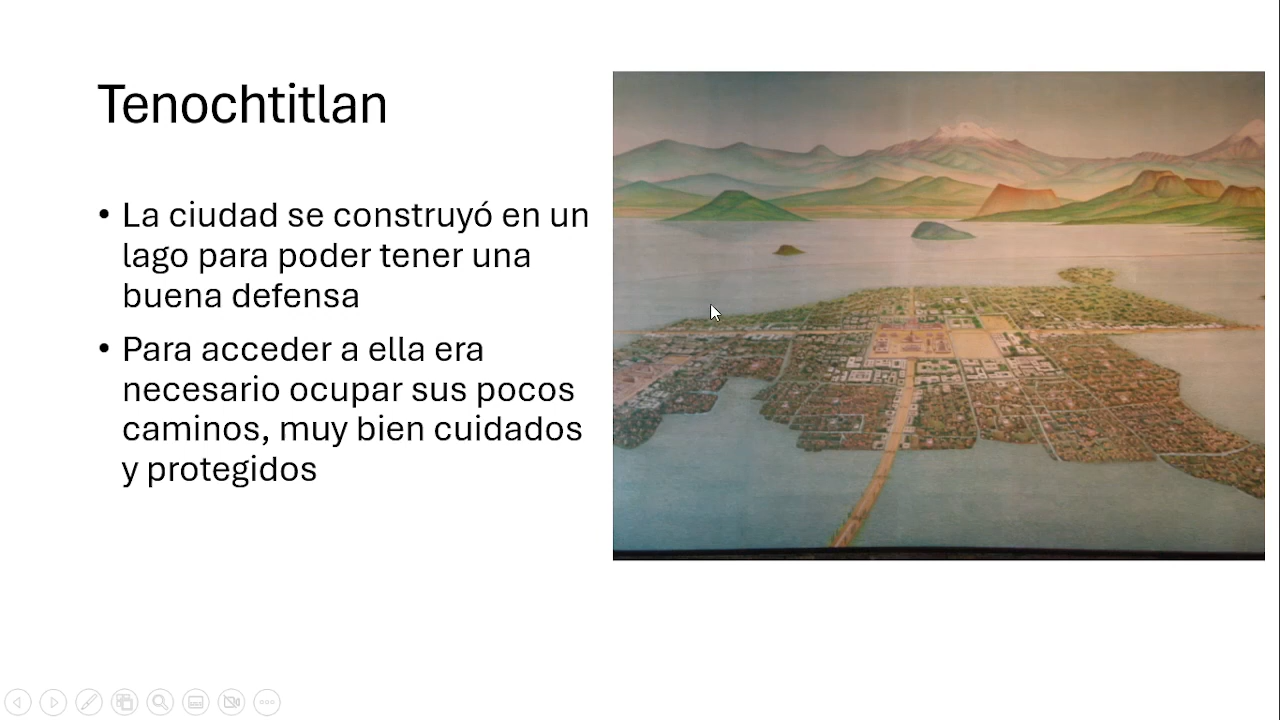 Tenochtitlan
• La ciudad se construyó en un
lago para poder tener una
buena defensa
• Para acceder a ella era
necesario ocupar sus pocos
caminos, muy bien cuidados
y protegidos